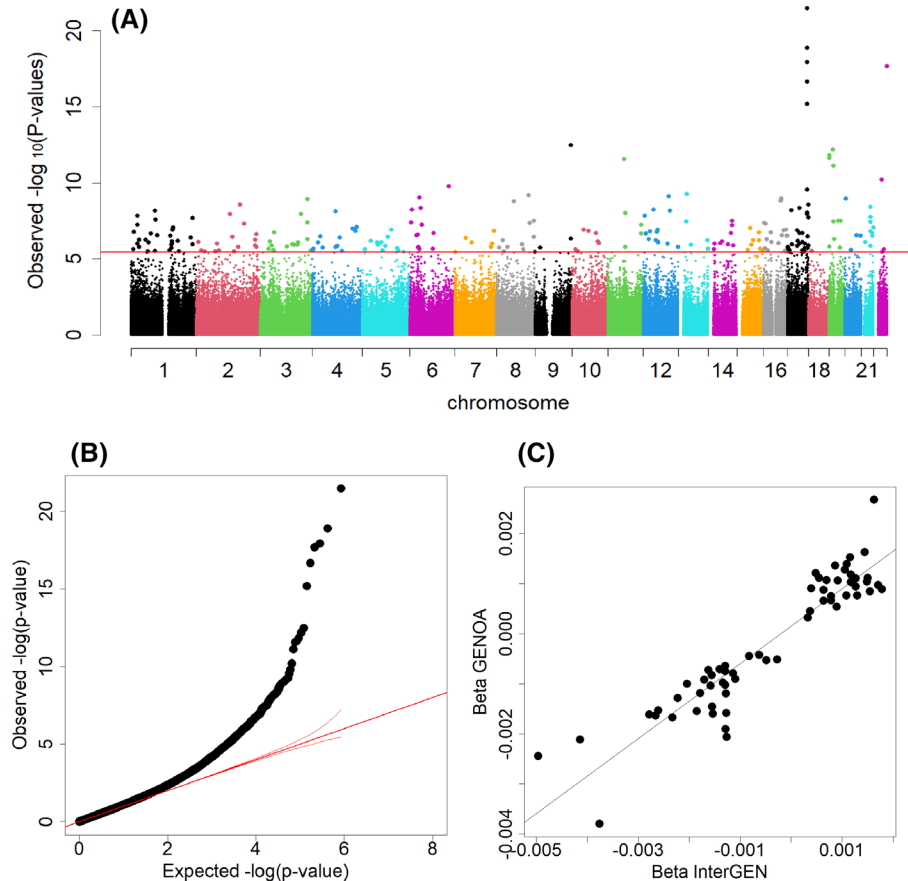 (A)
Observed -log 10(P-values)
20
15
10
5
0
1 2 3 4 5 6 7 8 9 10 12 14 16 18 21
chromosome
(B)
Observed -log(p-value)
20
15
10
5
0
0 2 4 6 8
Expected -log(p-value)
(C)
Beta GENOA
0.002
0.000
-0.002
-0.004
-0.005 -0.003 -0.001 0.001
Beta InterGEN